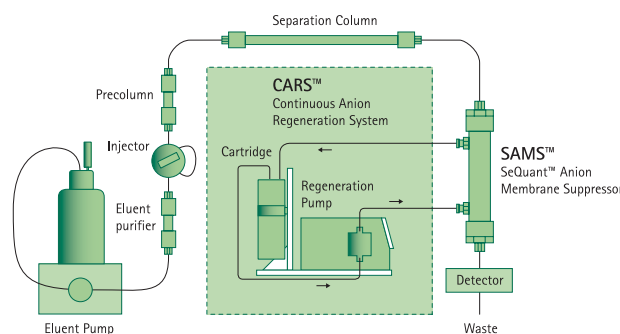 Separation Column
CARS™
Continuous Anion
Regeneration System
Precolumn
Injector
Cartridge
SAMS™
SeQuant™ Anion
Membrane Suppressor
Regeneration
Pump
Eluent
purifier
Detector
Eluent Pump
Waste